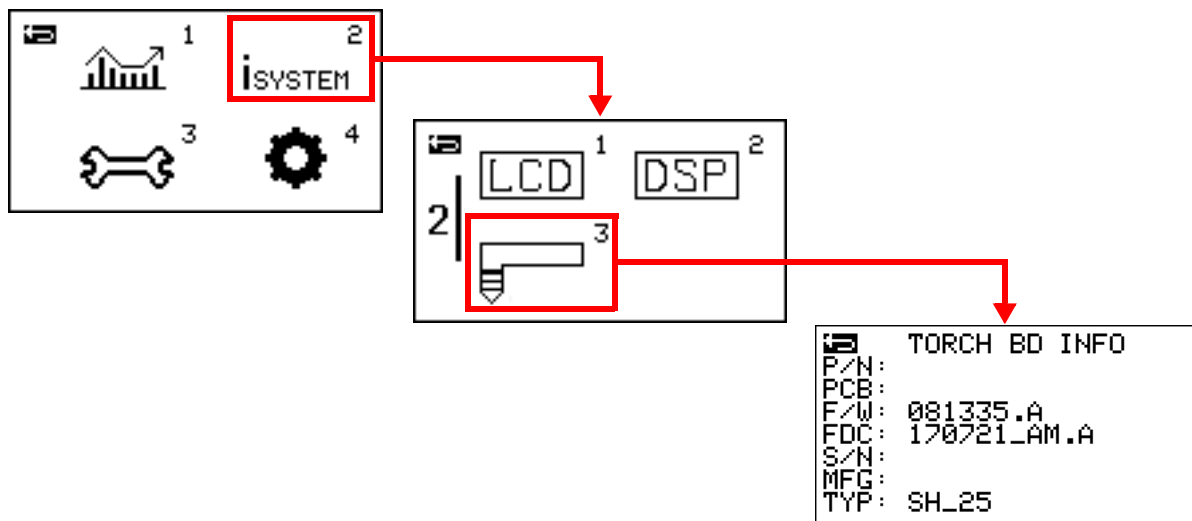 1
2
iSYSTEM
3
4
2
LCD 1
DSP 2
3
TORCH BD INFO
P/N:
PCB:
F/W: 081335.A
FDC: 170721_AM.A
S/N:
MFG:
TYP: SH_25